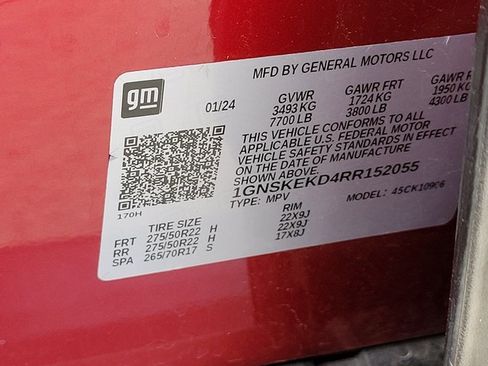 MFD BY GENERAL MOTORS LLC
gm
01/24 GVWR GAWR FRT GAWR
3493 KG 1724 KG 1950 KG
7700 LB 3800 LB 4300 LB
THIS VEHICLE CONFORMS TO ALL
APPLICABLE U.S. FEDERAL MOTOR
VEHICLE SAFETY STANDARDS IN EFFECT
ON THE DATE OF MANUFACTURE
SHOWN ABOVE.
1GNSKEKD4RR152055
170H TYPE: MPV MODEL:
TIRE SIZE RIM
FRT 275/50R22 H 22X9J
RR 275/50R22 H 22X9J
SPA 265/70R17 S 17X8J